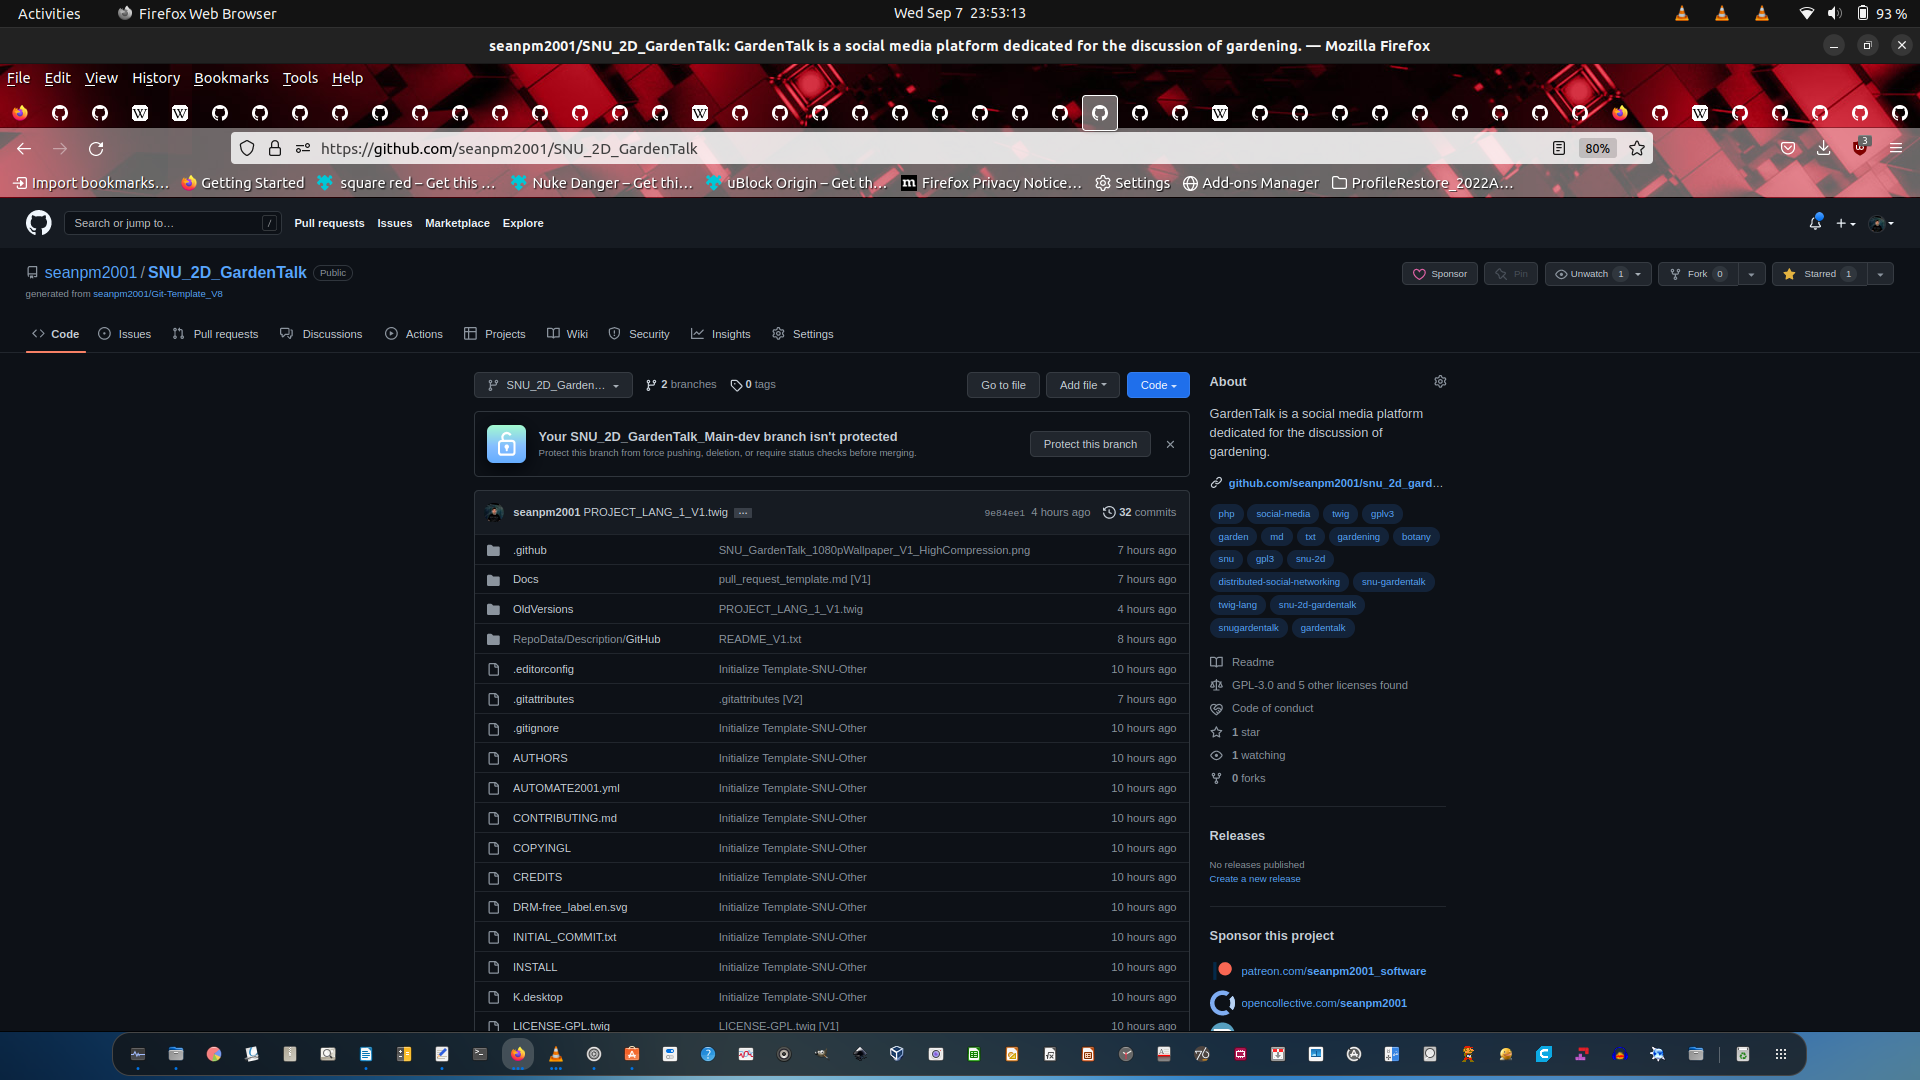 Activities Firefox Web Browser Wed Sep 7 23:53:13 93 %
seanpm2001/SNU_2D_GardenTalk: GardenTalk is a social media platform dedicated for the discussion of gardening. — Mozilla Firefox
File Edit View History Bookmarks Tools Help
https://github.com/seanpm2001/SNU_2D_GardenTalk 80% 3
Import bookmarks… Getting Started square red – Get this … Nuke Danger – Get thi… uBlock Origin – Get th… Firefox Privacy Notice… Settings Add-ons Manager ProfileRestore_2022A…
Search or jump to… / Pull requests Issues Marketplace Explore
seanpm2001 / SNU_2D_GardenTalk Public Sponsor Pin Unwatch 1 Fork 0 Starred 1
generated from seanpm2001/Git-Template_V8
Code Issues Pull requests Discussions Actions Projects Wiki Security Insights Settings
SNU_2D_Garden… 2 branches 0 tags Go to file Add file Code
Your SNU_2D_GardenTalk_Main-dev branch isn't protected
Protect this branch from force pushing, deletion, or require status checks before merging.
Protect this branch
seanpm2001 PROJECT_LANG_1_V1.twig … 9e84ee1 4 hours ago 32 commits
.github SNU_GardenTalk_1080pWallpaper_V1_HighCompression.png 7 hours ago
Docs pull_request_template.md [V1] 7 hours ago
OldVersions PROJECT_LANG_1_V1.twig 4 hours ago
RepoData/Description/GitHub README_V1.txt 8 hours ago
.editorconfig Initialize Template-SNU-Other 10 hours ago
.gitattributes .gitattributes [V2] 7 hours ago
.gitignore Initialize Template-SNU-Other 10 hours ago
AUTHORS Initialize Template-SNU-Other 10 hours ago
AUTOMATE2001.yml Initialize Template-SNU-Other 10 hours ago
CONTRIBUTING.md Initialize Template-SNU-Other 10 hours ago
COPYINGL Initialize Template-SNU-Other 10 hours ago
CREDITS Initialize Template-SNU-Other 10 hours ago
DRM-free_label.en.svg Initialize Template-SNU-Other 10 hours ago
INITIAL_COMMIT.txt Initialize Template-SNU-Other 10 hours ago
INSTALL Initialize Template-SNU-Other 10 hours ago
K.desktop Initialize Template-SNU-Other 10 hours ago
LICENSE-GPL.twig LICENSE-GPL.twig [V1] 10 hours ago
About
GardenTalk is a social media platform
dedicated for the discussion of
gardening.
github.com/seanpm2001/snu_2d_gard…
php social-media twig gplv3
garden md txt gardening botany
snu gpl3 snu-2d
distributed-social-networking snu-gardentalk
twig-lang snu-2d-gardentalk
snugardentalk gardentalk
Readme
GPL-3.0 and 5 other licenses found
Code of conduct
1 star
1 watching
0 forks
Releases
No releases published
Create a new release
Sponsor this project
patreon.com/seanpm2001_software
opencollective.com/seanpm2001